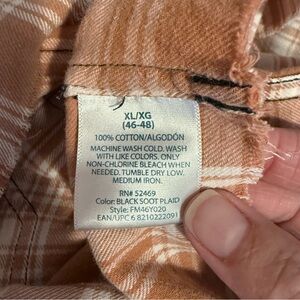 XL/XG
(46-48)
100% COTTON/ALGODÓN
MACHINE WASH COLD. WASH
WITH LIKE COLORS. ONLY
NON-CHLORINE BLEACH WHEN
NEEDED. TUMBLE DRY LOW.
MEDIUM IRON.
RN# 52469
Color: BLACK SOOT PLAID
Style: FM46Y020
EAN/UPC 6 8210222091